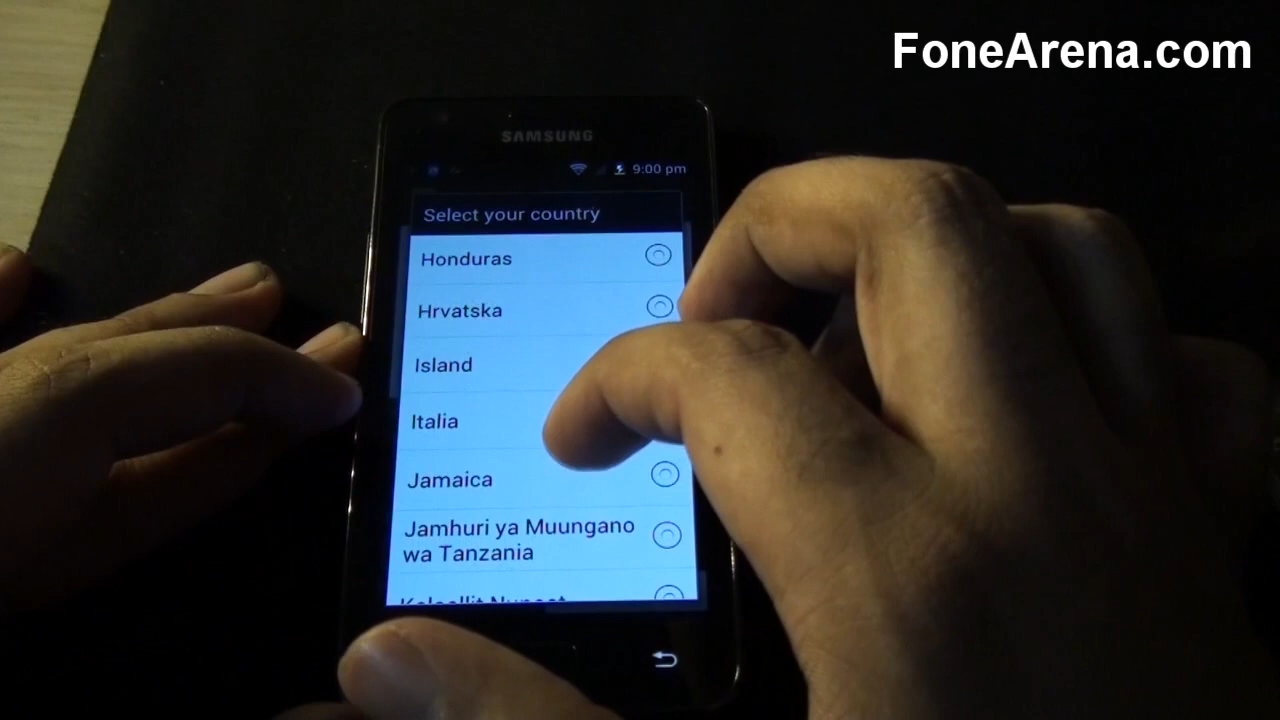 FoneArena.com
SAMSUNG
9:00 pm
Select your country
Honduras
Hrvatska
Island
Italia
Jamaica
Jamhuri ya Muungano
wa Tanzania